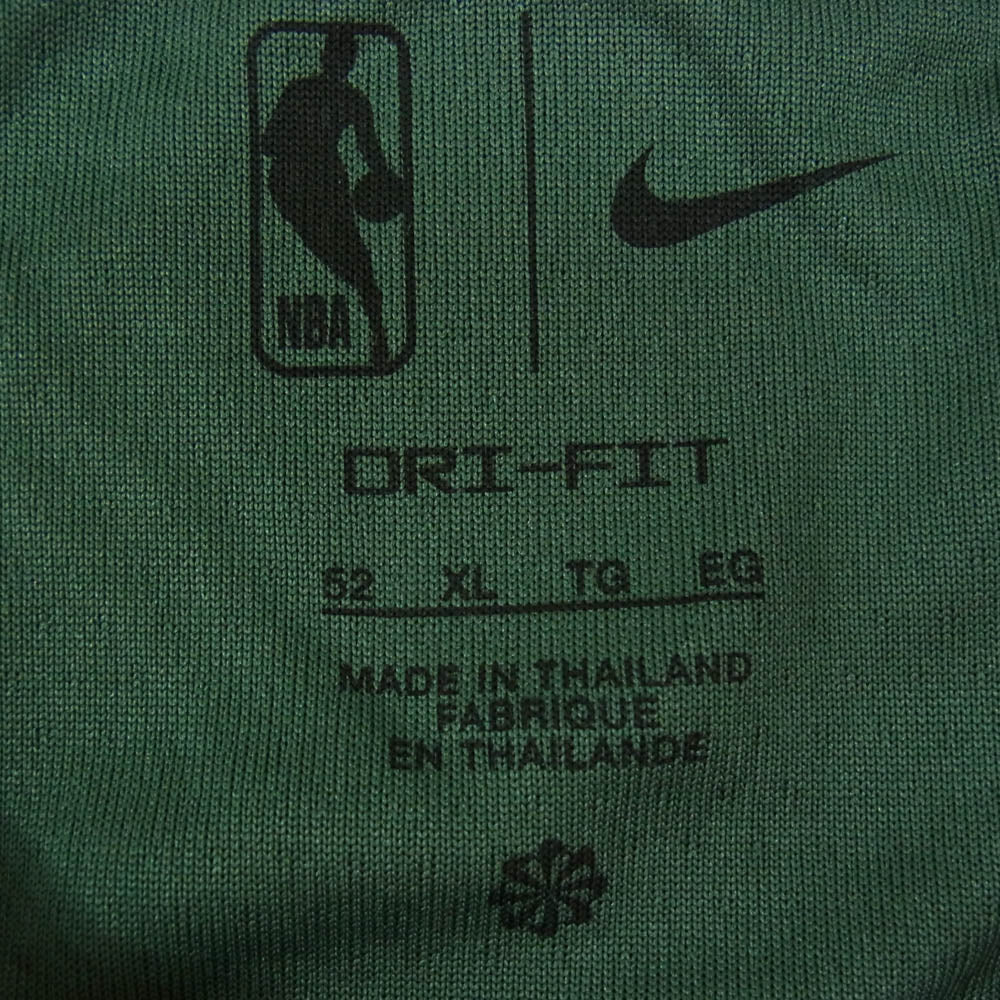 NBA
DRI-FIT
52 XL TG EG
MADE IN THAILAND
FABRIQUE
EN THAILANDE